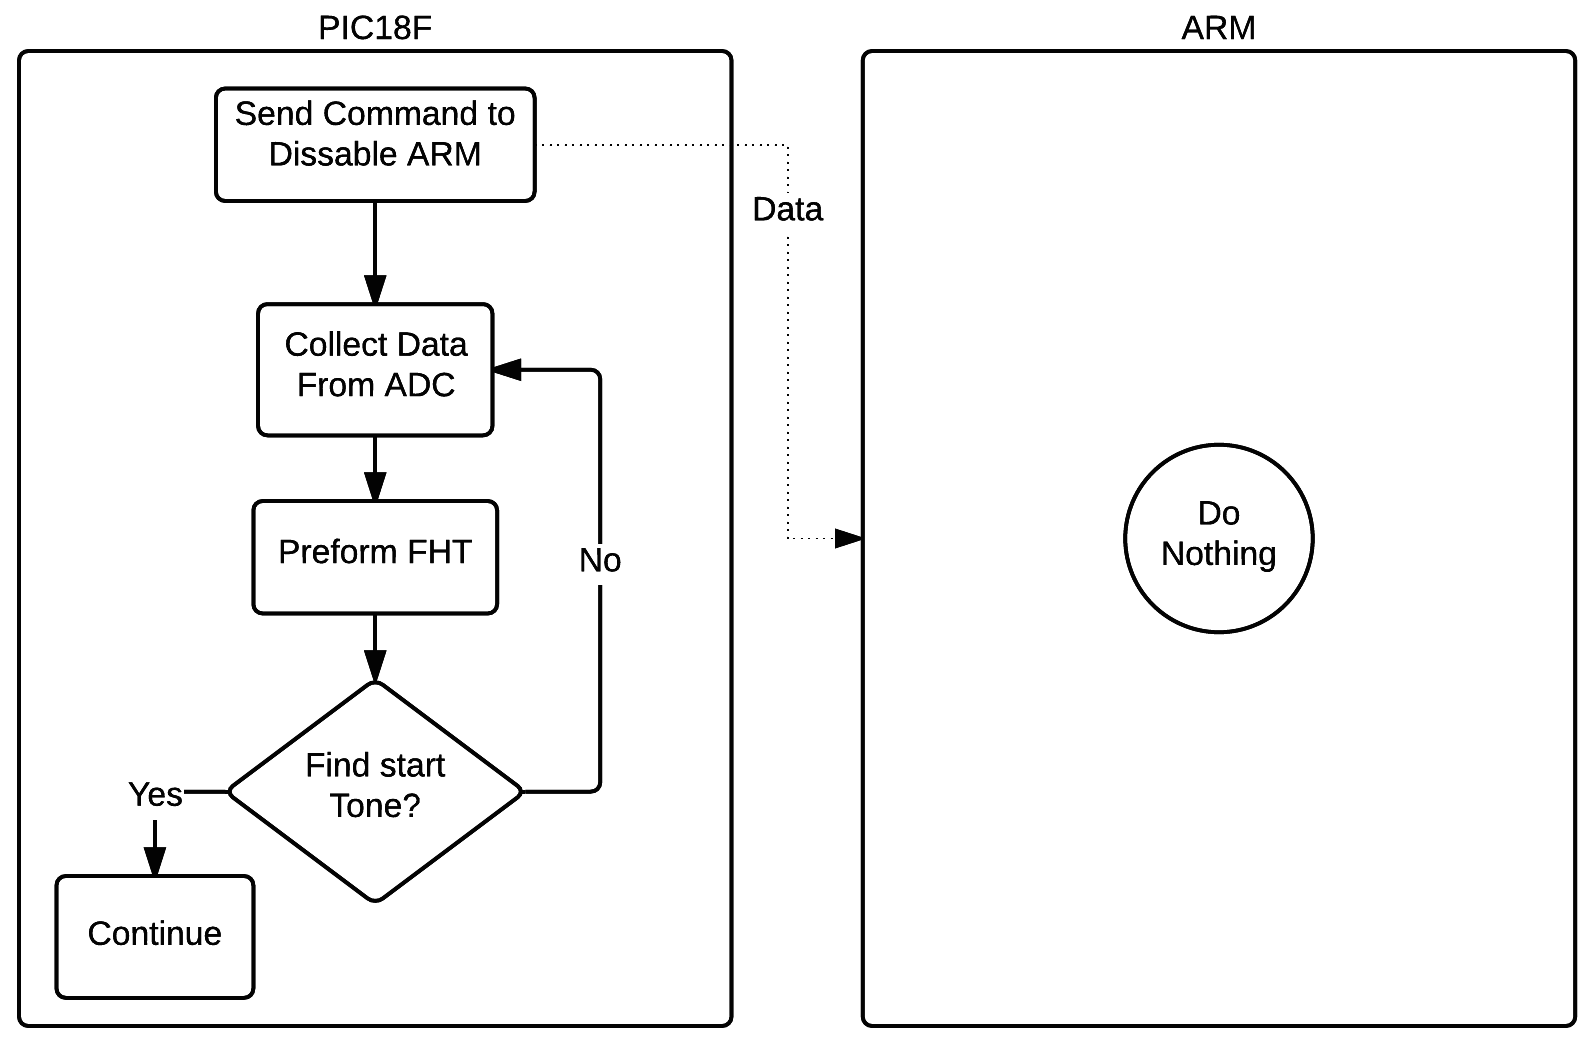 PIC18F
Send Command to
Dissable ARM
Collect Data
From ADC
Preform FHT
No
Find start
Tone?
Yes
Continue
Data
ARM
Do
Nothing